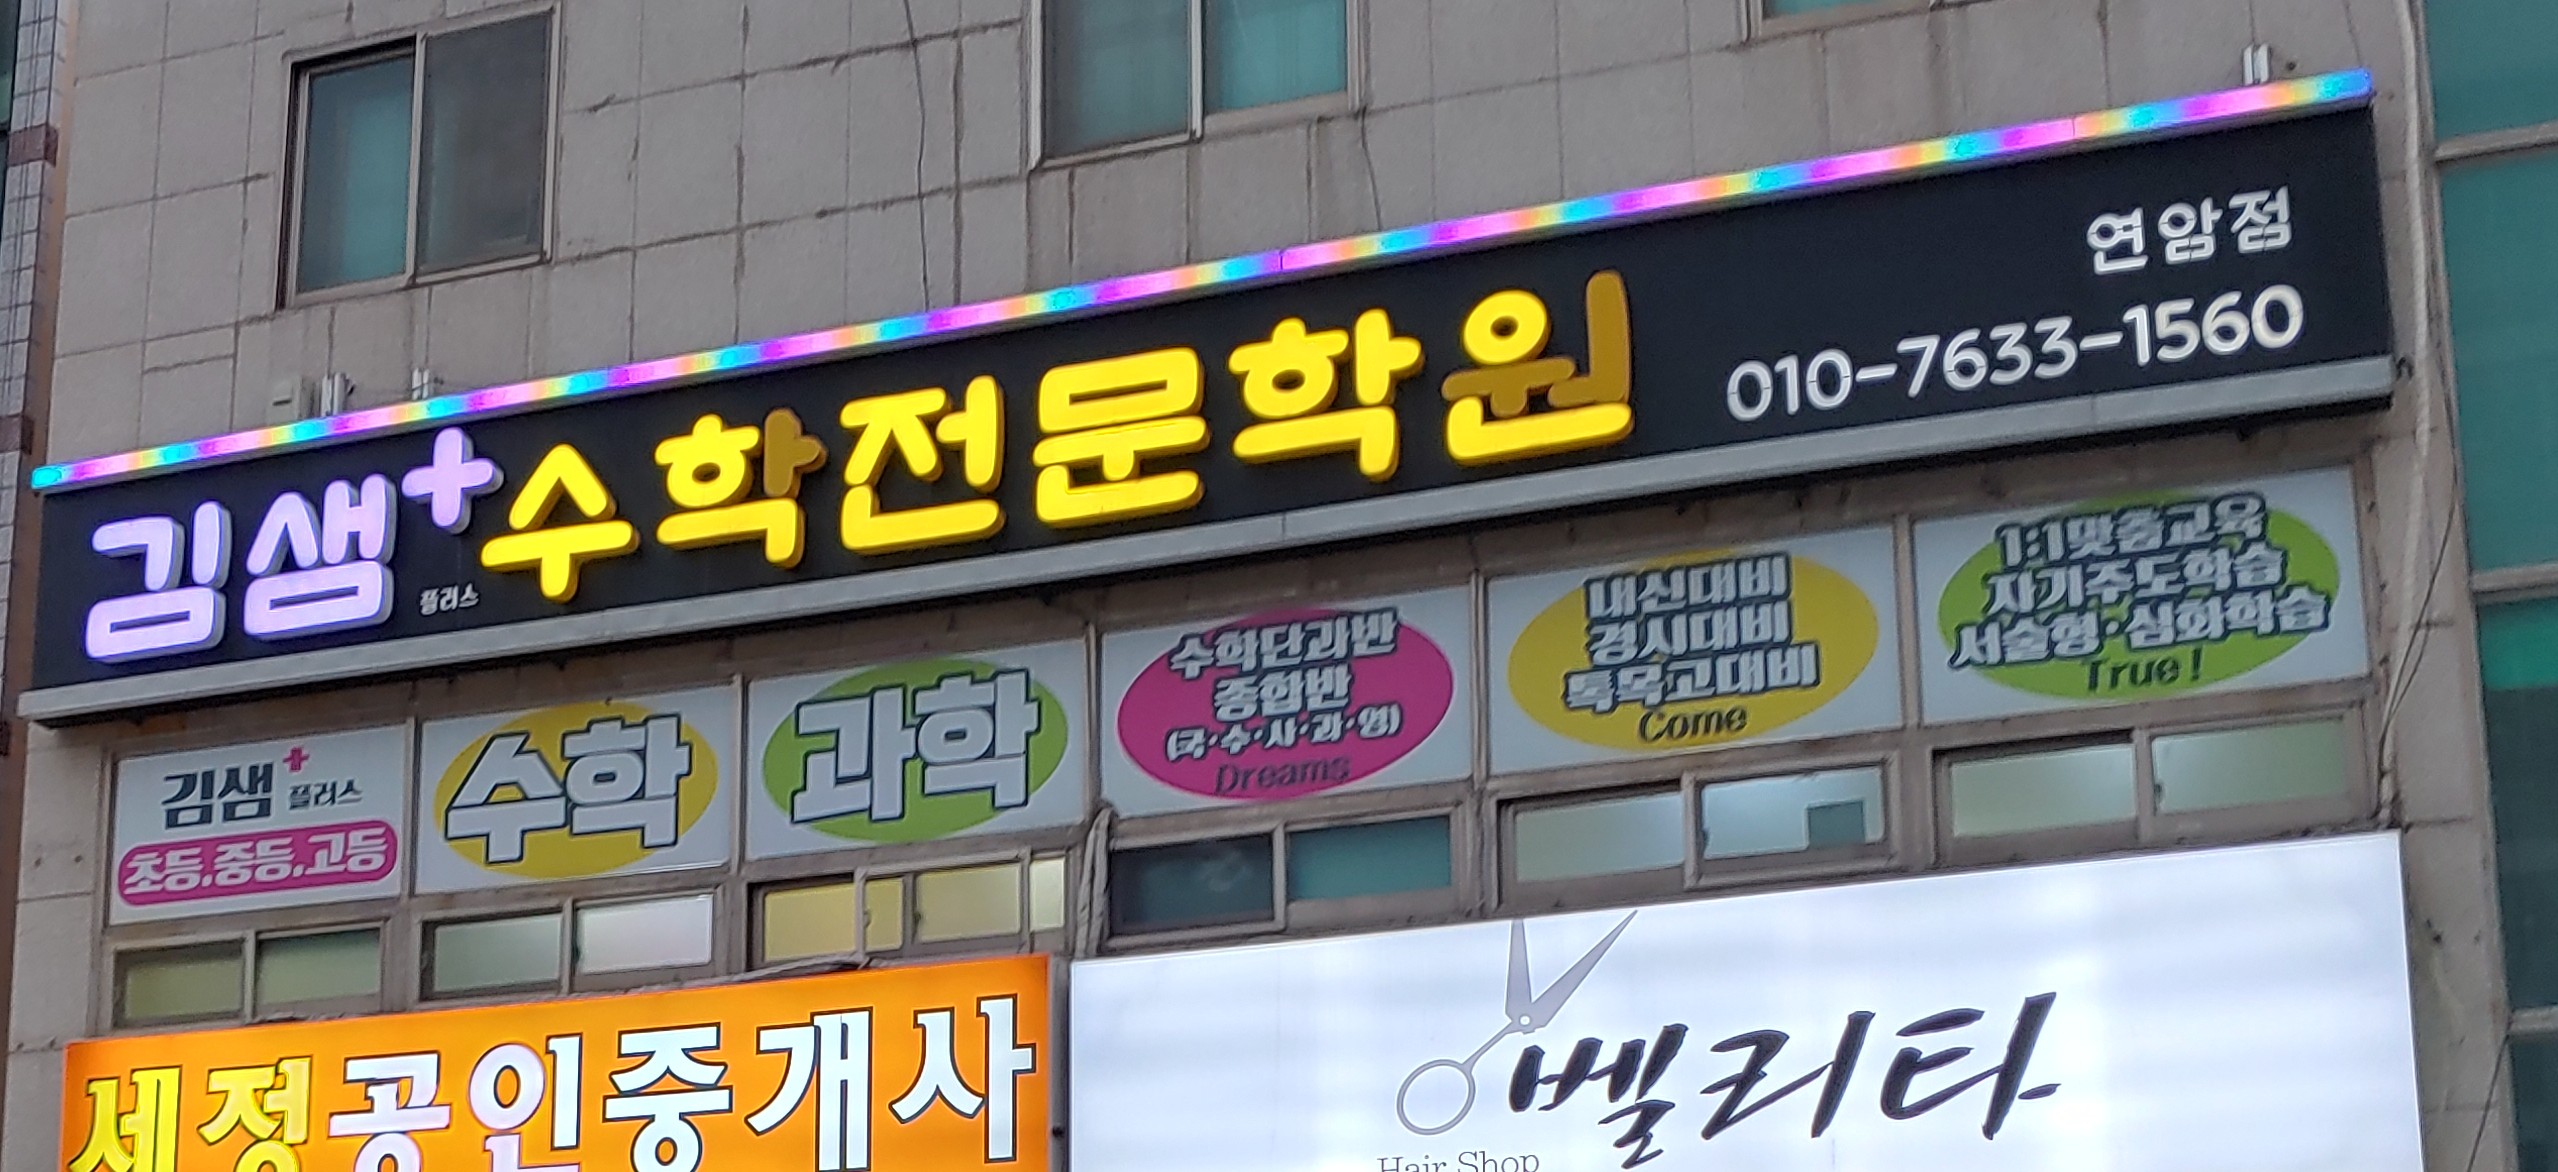 김샘+ 플러스 수학전문학원
연암점
010-7633-1560
김샘+ 플러스
초등.중등.고등
수학
과학
수학단과반
종합반
(국·수·사·과·영)
Dreams
내신대비
경시대비
특목고대비
Come
1:1맞춤교육
자기주도학습
서술형·심화학습
True!
세정공인중개사
벨리타
Hair Shop